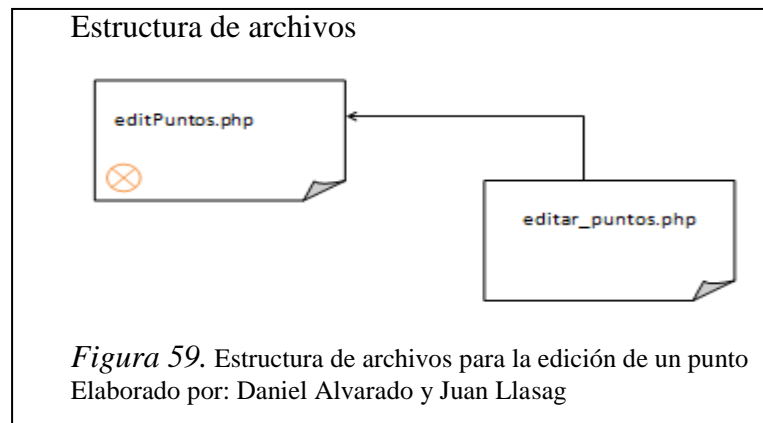 Estructura de archivos
editPuntos.php
editar_puntos.php
Figura 59. Estructura de archivos para la edición de un punto
Elaborado por: Daniel Alvarado y Juan Llasag